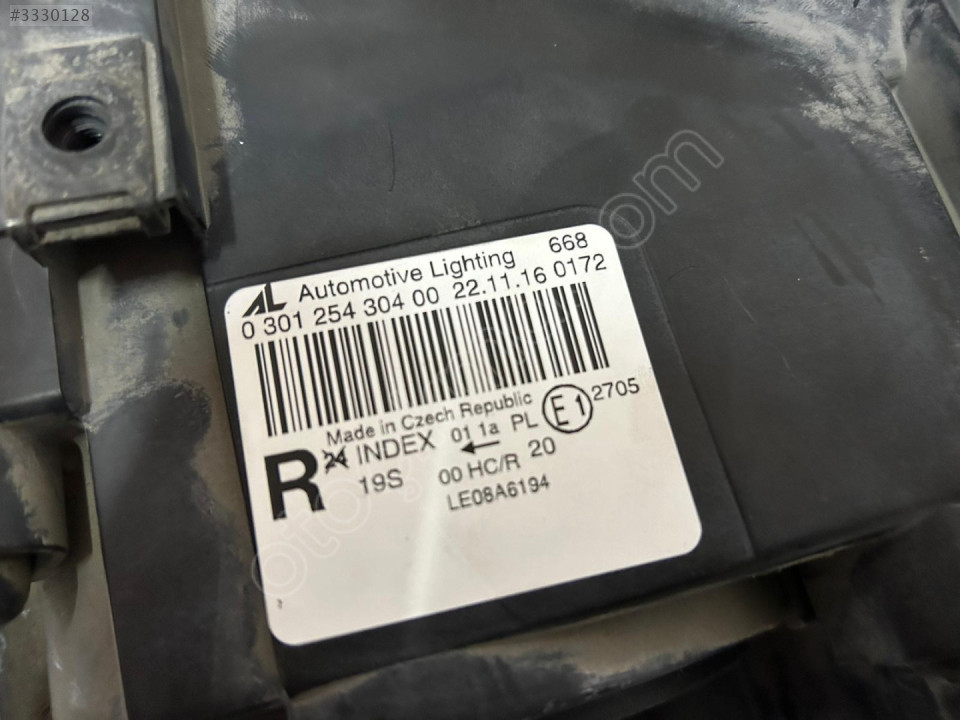 #3330128
AL Automotive Lighting 668
0 301 254 304 00 22.11.16 0172
Made in Czech Republic
R 24 INDEX 01 1a PL E1 2705
19S 00 HC/R 20
LE08A6194